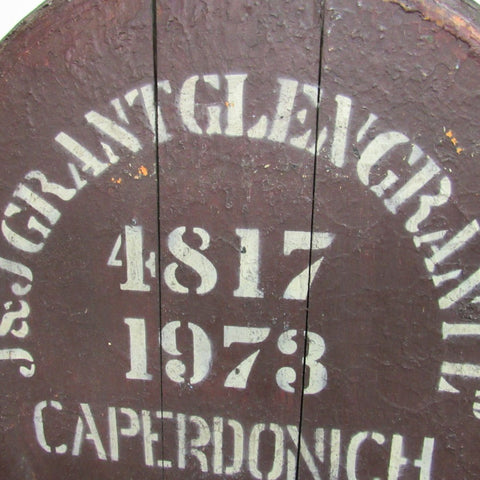 J&J GRANT GLEN GRANT LD
4817
1973
CAPERDONICH